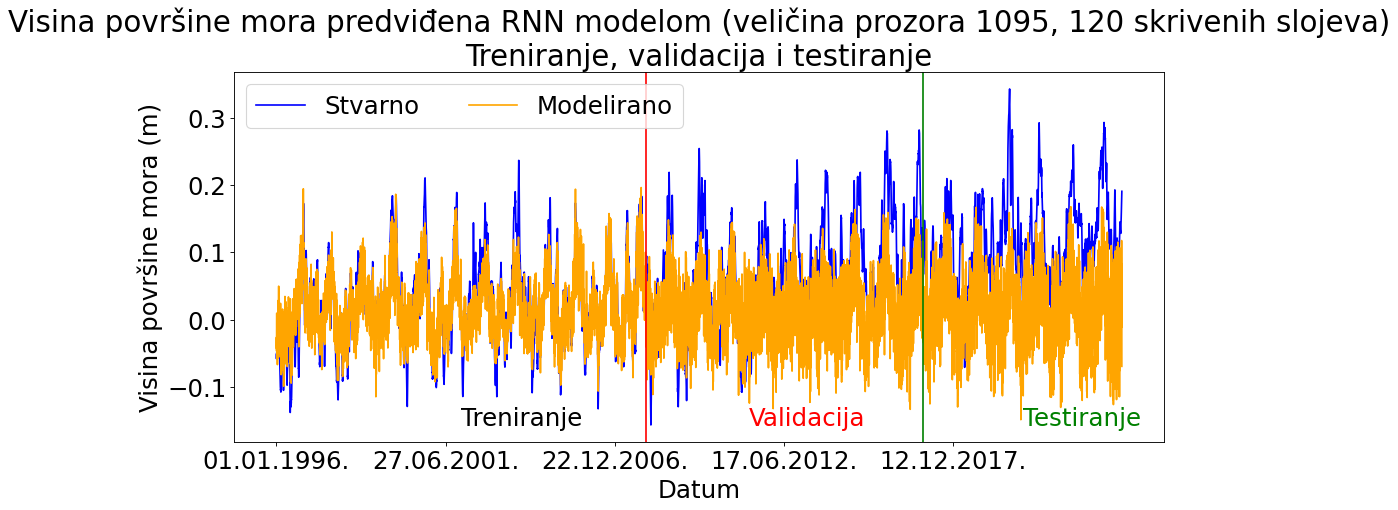 Visina površine mora predviđena RNN modelom (veličina prozora 1095, 120 skrivenih slojeva)
Treniranje, validacija i testiranje
Stvarno
Modelirano
Visina površine mora (m)
0.3
0.2
0.1
0.0
−0.1
Treniranje
Validacija
Testiranje
01.01.1996.
27.06.2001.
22.12.2006.
17.06.2012.
12.12.2017.
Datum